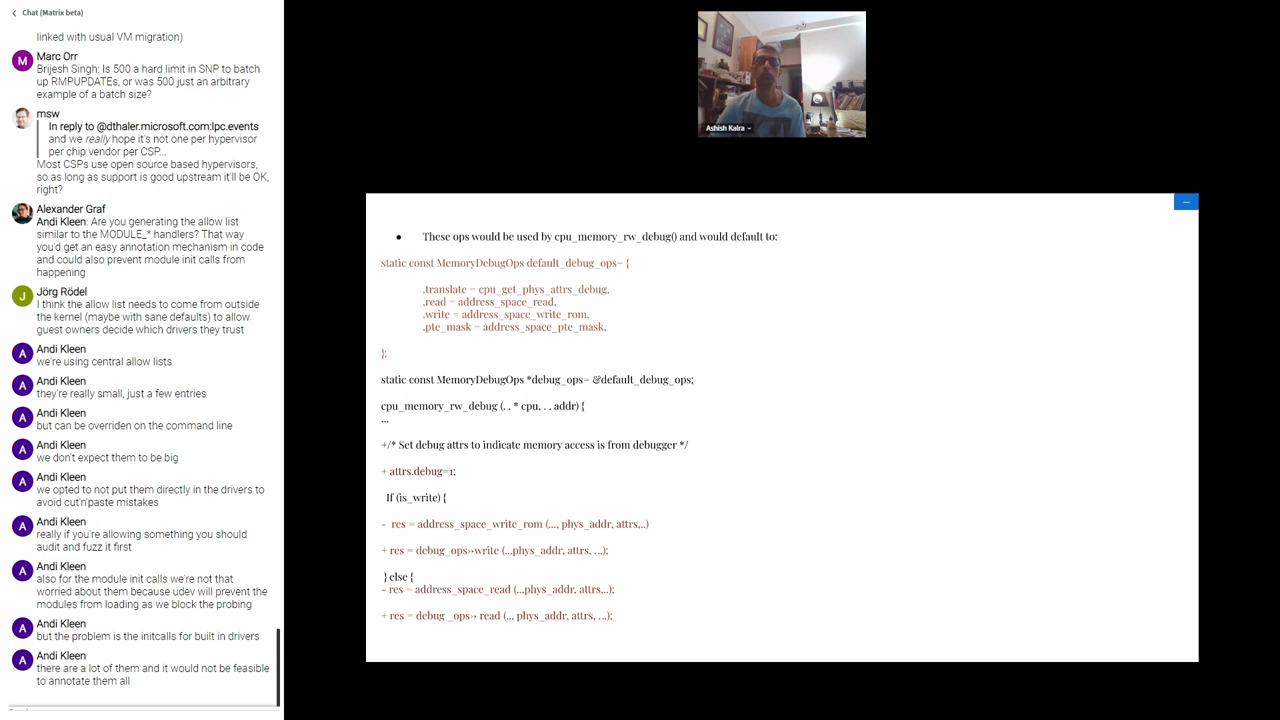 Chat (Matrix beta)
linked with usual VM migration)
M
Marc Orr
Brijesh Singh: Is 500 a hard limit in SNP to batch
up RMPUPDATEs, or was 500 just an arbitrary
example of a batch size?
msw
In reply to @dthaler.microsoft.com:lpc.events
and we really hope it's not one per hypervisor
per chip vendor per CSP...
Most CSPs use open source based hypervisors,
so as long as support is good upstream it'll be OK,
right?
Alexander Graf
Andi Kleen: Are you generating the allow list
similar to the MODULE_* handlers? That way
you'd get an easy annotation mechanism in code
and could also prevent module init calls from
happening
J
Jörg Rödel
I think the allow list needs to come from outside
the kernel (maybe with sane defaults) to allow
guest owners decide which drivers they trust
A
Andi Kleen
we're using central allow lists
A
Andi Kleen
they're really small, just a few entries
A
Andi Kleen
but can be overriden on the command line
A
Andi Kleen
we don't expect them to be big
A
Andi Kleen
we opted to not put them directly in the drivers to
avoid cut'n'paste mistakes
A
Andi Kleen
really if you're allowing something you should
audit and fuzz it first
A
Andi Kleen
also for the module init calls we're not that
worried about them because udev will prevent the
modules from loading as we block the probing
A
Andi Kleen
but the problem is the initcalls for built in drivers
A
Andi Kleen
there are a lot of them and it would not be feasible
to annotate them all
Ashish Kalra
• These ops would be used by cpu_memory_rw_debug() and would default to:
static const MemoryDebugOps default_debug_ops= {
.translate = cpu_get_phys_attrs_debug,
.read = address_space_read,
.write = address_space_write_rom,
.pte_mask = address_space_pte_mask,
};
static const MemoryDebugOps *debug_ops= &default_debug_ops;
cpu_memory_rw_debug (. . * cpu, . . addr) {
...
+/* Set debug attrs to indicate memory access is from debugger */
+ attrs.debug=1;
If (is_write) {
- res = address_space_write_rom (..., phys_addr, attrs,..)
+ res = debug_ops->write (...phys_addr, attrs, ...);
} else {
- res = address_space_read (..,phys_addr, attrs,..);
+ res = debug _ops-> read (.., phys_addr, attrs, ...);